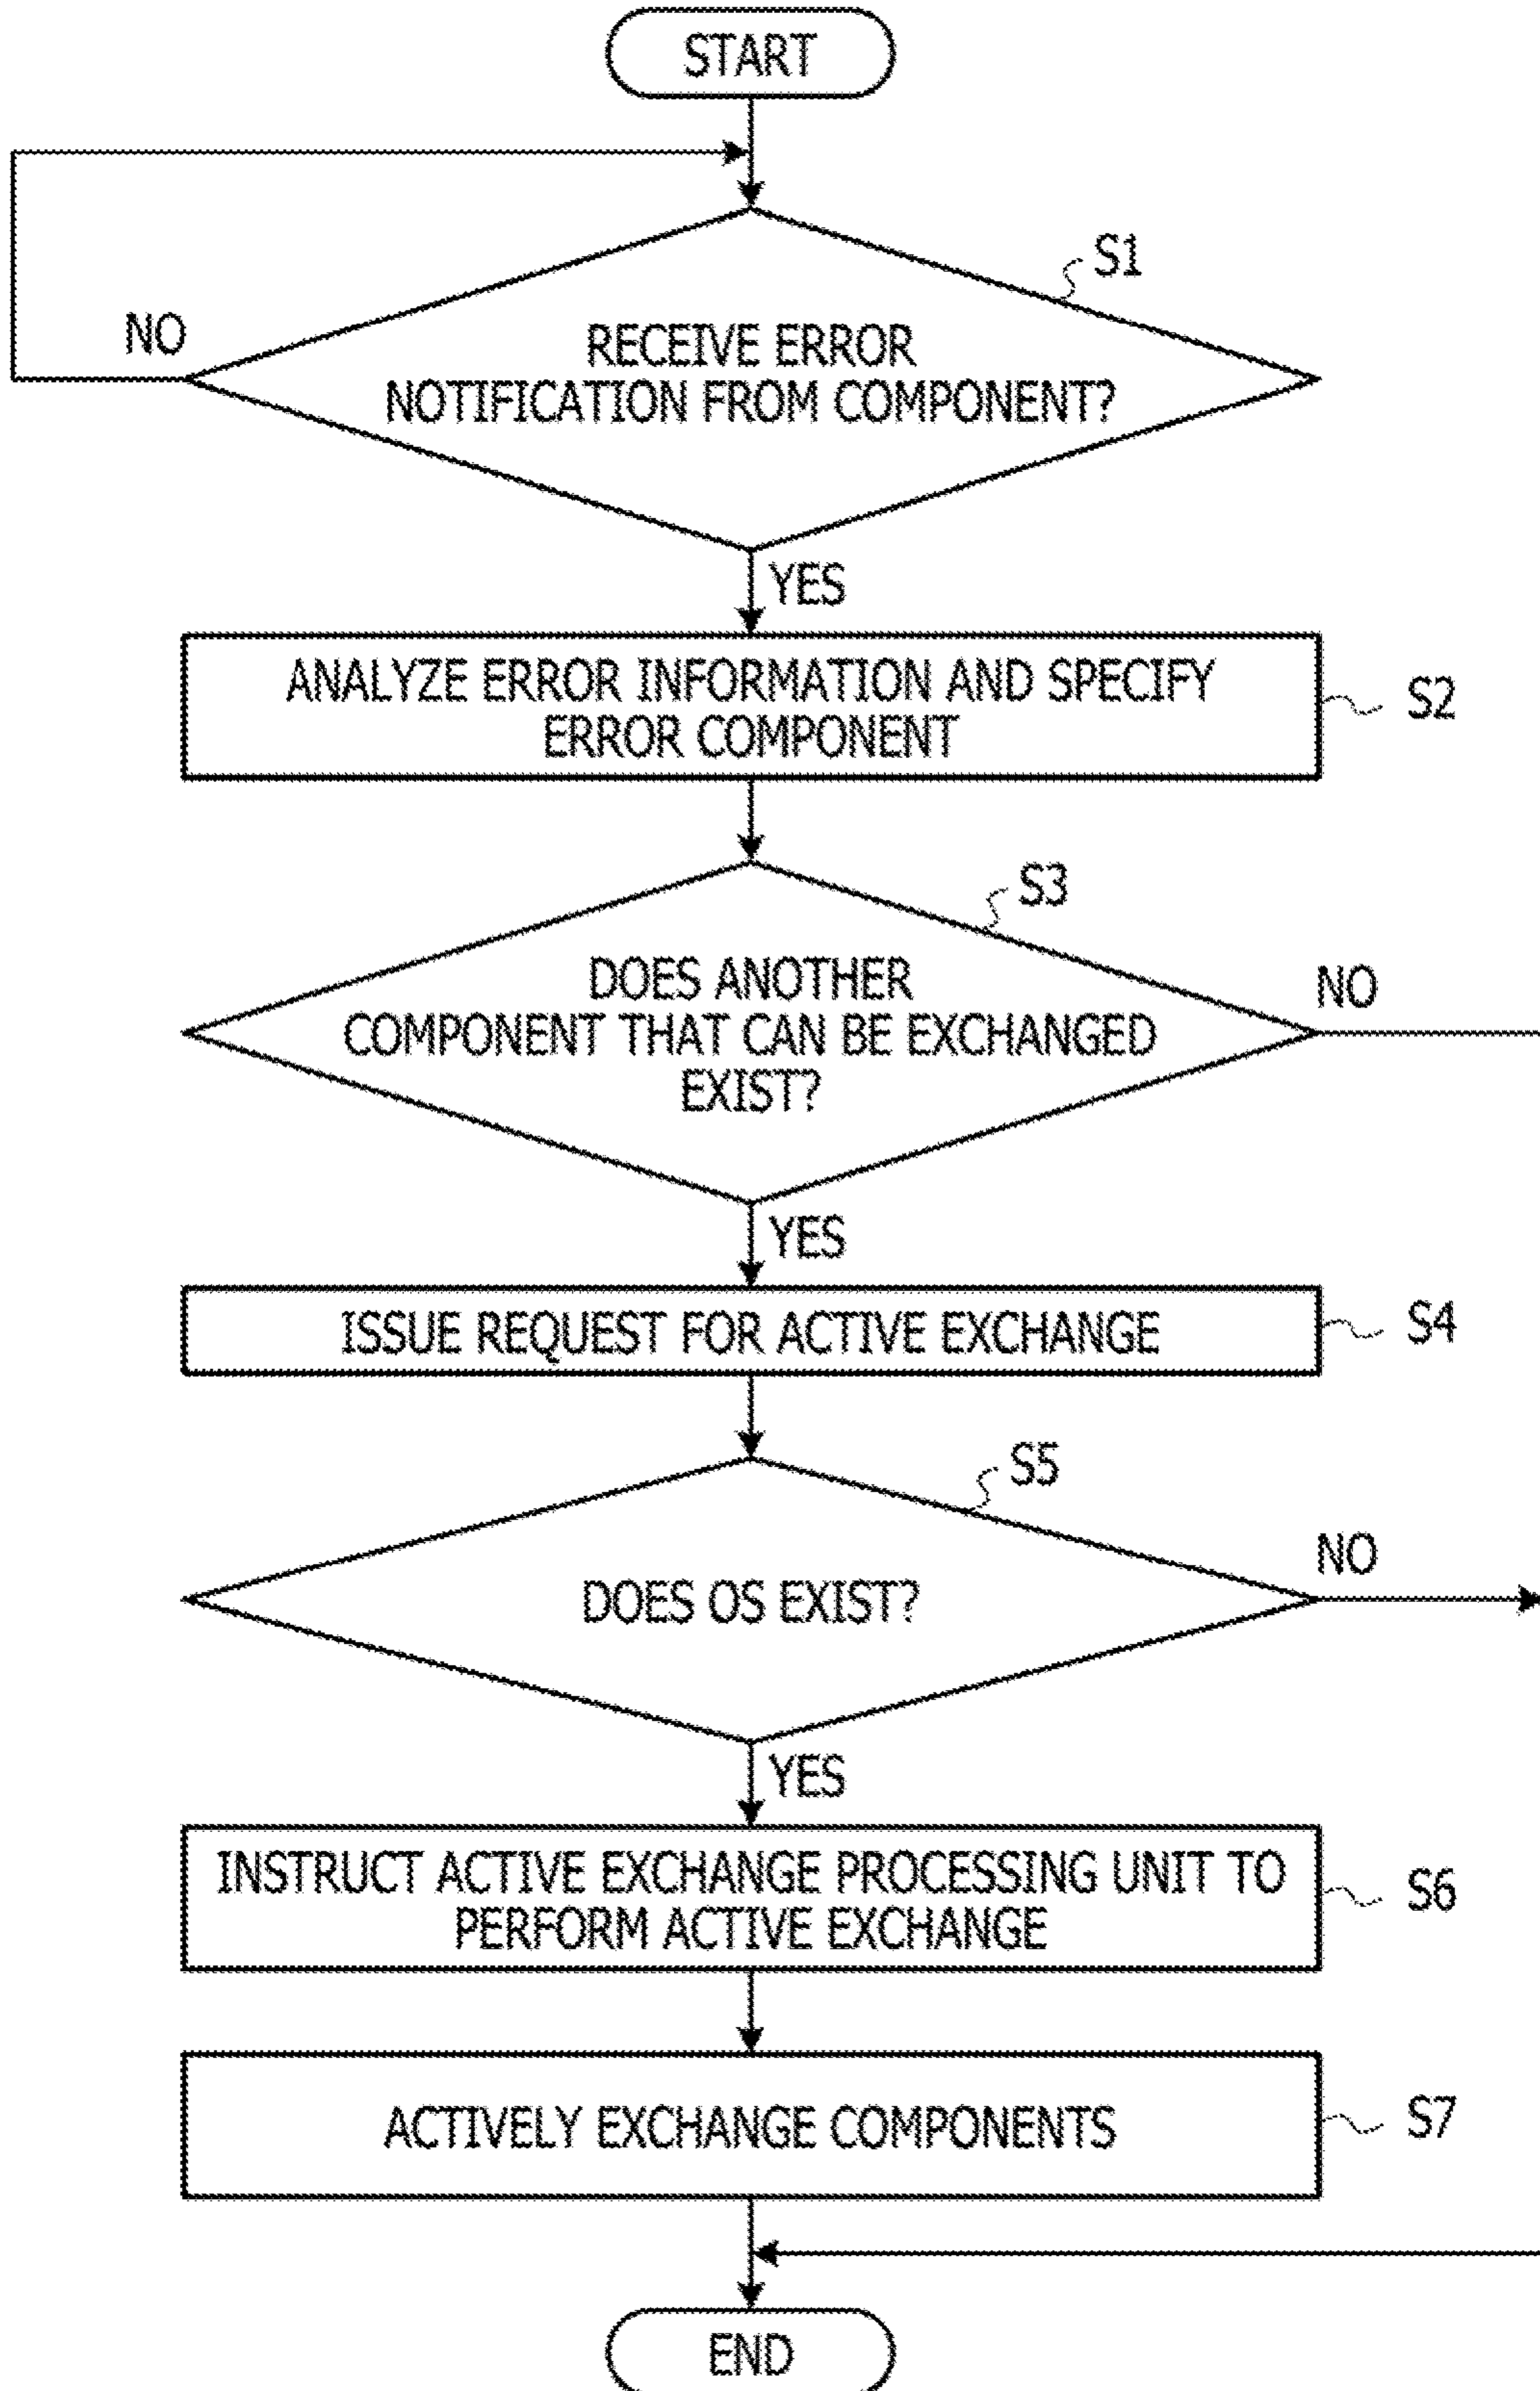 START
S1
NO
RECEIVE ERROR
NOTIFICATION FROM COMPONENT?
YES
ANALYZE ERROR INFORMATION AND SPECIFY
ERROR COMPONENT
S2
S3
DOES ANOTHER
COMPONENT THAT CAN BE EXCHANGED
EXIST?
NO
YES
ISSUE REQUEST FOR ACTIVE EXCHANGE
S4
S5
NO
DOES OS EXIST?
YES
INSTRUCT ACTIVE EXCHANGE PROCESSING UNIT TO
PERFORM ACTIVE EXCHANGE
S6
ACTIVELY EXCHANGE COMPONENTS
S7
END